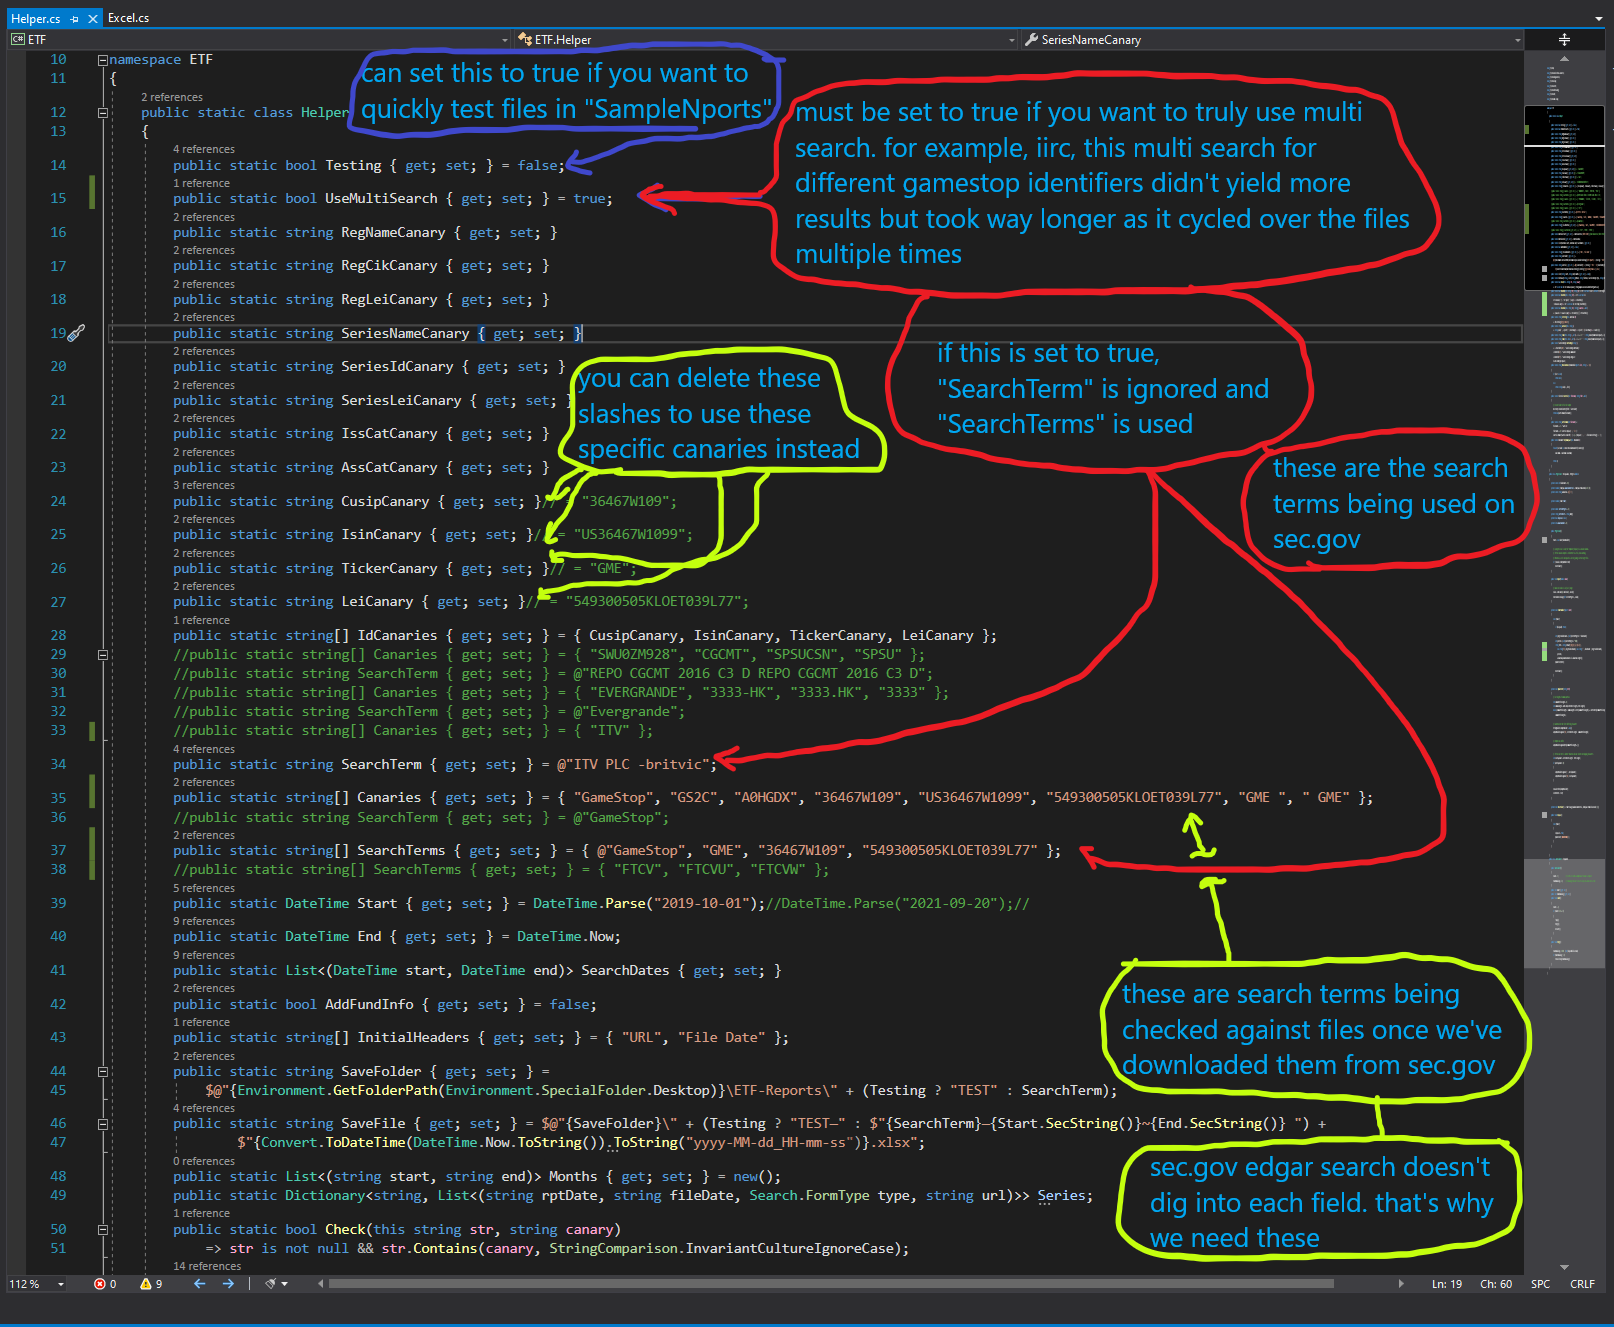 Helper.cs
Excel.cs
ETF
ETF.Helper
SeriesNameCanary
10 namespace ETF
11 {
2 references
12 public static class Helper
13 {
4 references
14 public static bool Testing { get; set; } = false;
1 reference
15 public static bool UseMultiSearch { get; set; } = true;
2 references
16 public static string RegNameCanary { get; set; }
2 references
17 public static string RegCikCanary { get; set; }
2 references
18 public static string RegLeiCanary { get; set; }
2 references
19 public static string SeriesNameCanary { get; set; }
2 references
20 public static string SeriesIdCanary { get; set; }
2 references
21 public static string SeriesLeiCanary { get; set; }
2 references
22 public static string IssCatCanary { get; set; }
2 references
23 public static string AssCatCanary { get; set; }
3 references
24 public static string CusipCanary { get; set; }// = "36467W109";
2 references
25 public static string IsinCanary { get; set; }// = "US36467W1099";
2 references
26 public static string TickerCanary { get; set; }// = "GME";
2 references
27 public static string LeiCanary { get; set; }// = "549300505KLOET039L77";
1 reference
28 public static string[] IdCanaries { get; set; } = { CusipCanary, IsinCanary, TickerCanary, LeiCanary };
29 //public static string[] Canaries { get; set; } = { "SWU0ZM928", "CGCMT", "SPSUCSN", "SPSU" };
30 //public static string SearchTerm { get; set; } = @"REPO CGCMT 2016 C3 D REPO CGCMT 2016 C3 D";
31 //public static string[] Canaries { get; set; } = { "EVERGRANDE", "3333-HK", "3333.HK", "3333" };
32 //public static string SearchTerm { get; set; } = @"Evergrande";
33 //public static string[] Canaries { get; set; } = { "ITV" };
4 references
34 public static string SearchTerm { get; set; } = @"ITV PLC -britvic";
2 references
35 public static string[] Canaries { get; set; } = { "GameStop", "GS2C", "A0HGDX", "36467W109", "US36467W1099", "549300505KLOET039L77", "GME ", " GME" };
36 //public static string SearchTerm { get; set; } = @"GameStop";
2 references
37 public static string[] SearchTerms { get; set; } = { @"GameStop", "GME", "36467W109", "549300505KLOET039L77" };
38 //public static string[] SearchTerms { get; set; } = { "FTCV", "FTCVU", "FTCVW" };
5 references
39 public static DateTime Start { get; set; } = DateTime.Parse("2019-10-01");//DateTime.Parse("2021-09-20");//
9 references
40 public static DateTime End { get; set; } = DateTime.Now;
9 references
41 public static List<(DateTime start, DateTime end)> SearchDates { get; set; }
2 references
42 public static bool AddFundInfo { get; set; } = false;
1 reference
43 public static string[] InitialHeaders { get; set; } = { "URL", "File Date" };
2 references
44 public static string SaveFolder { get; set; } =
45 $@"{Environment.GetFolderPath(Environment.SpecialFolder.Desktop)}\ETF-Reports\" + (Testing ? "TEST" : SearchTerm);
4 references
46 public static string SaveFile { get; set; } = $@"{SaveFolder}\" + (Testing ? "TEST—" : $"{SearchTerm}—{Start.SecString()}~{End.SecString()} ") +
47 $"{Convert.ToDateTime(DateTime.Now.ToString()).ToString("yyyy-MM-dd_HH-mm-ss")}.xlsx";
0 references
48 public static List<(string start, string end)> Months { get; set; } = new();
49 public static Dictionary<string, List<(string rptDate, string fileDate, Search.FormType type, string url)>> Series;
1 reference
50 public static bool Check(this string str, string canary)
51 => str is not null && str.Contains(canary, StringComparison.InvariantCultureIgnoreCase);
14 references
can set this to true if you want to
quickly test files in "SampleNports"
must be set to true if you want to truly use multi
search. for example, iirc, this multi search for
different gamestop identifiers didn't yield more
results but took way longer as it cycled over the files
multiple times
if this is set to true,
"SearchTerm" is ignored and
"SearchTerms" is used
you can delete these
slashes to use these
specific canaries instead
these are the search
terms being used on
sec.gov
these are search terms being
checked against files once we've
downloaded them from sec.gov
sec.gov edgar search doesn't
dig into each field. that's why
we need these
112 %
0
9
Ln: 19
Ch: 60
SPC
CRLF